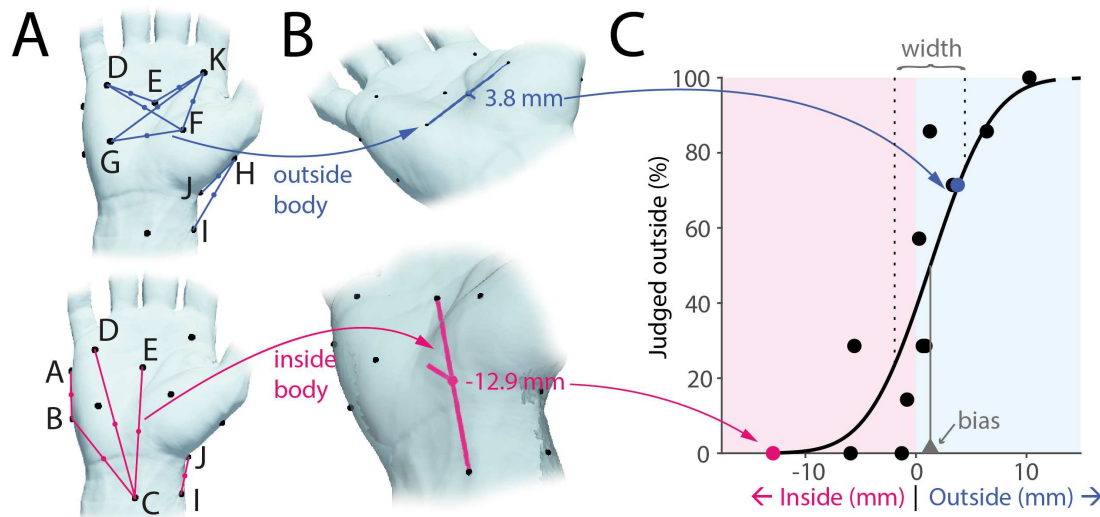 A
B
C
D
E
K
F
G
H
J
I
outside
body
3.8 mm
D
E
A
B
C
J
I
inside
body
-12.9 mm
width
Judged outside (%)
100
80
60
40
20
0
bias
-10
0
10
← Inside (mm) | Outside (mm) →